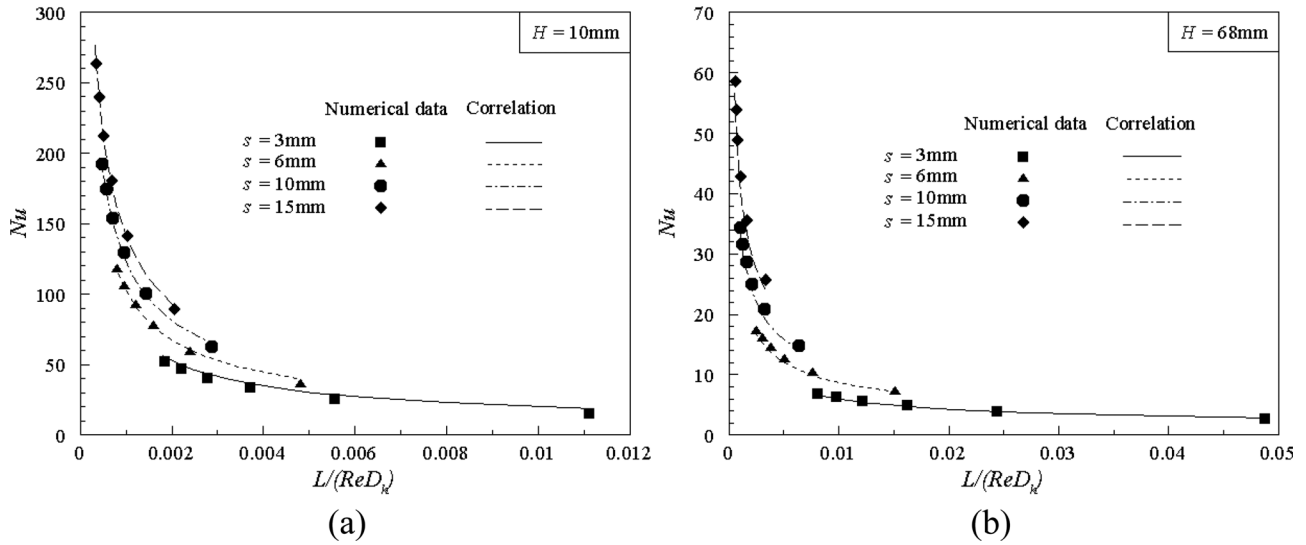 300
250
200
150
100
50
0
Nu
H = 10mm
Numerical data Correlation
s = 3mm
s = 6mm
s = 10mm
s = 15mm
0 0.002 0.004 0.006 0.008 0.01 0.012
L/(ReDh)
(a)
70
60
50
40
30
20
10
0
Nu
H = 68mm
Numerical data Correlation
s = 3mm
s = 6mm
s = 10mm
s = 15mm
0 0.01 0.02 0.03 0.04 0.05
L/(ReDh)
(b)